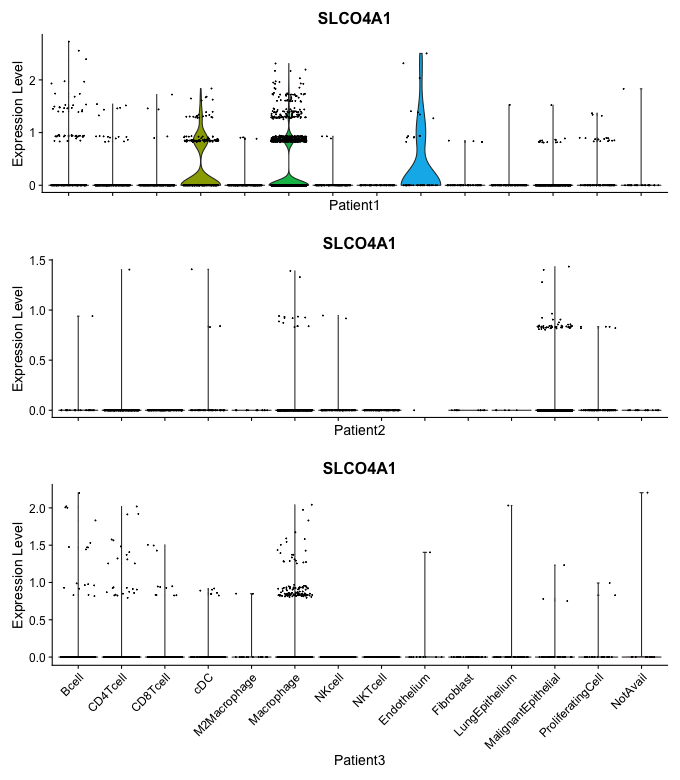 SLCO4A1
Expression Level
2
1
0
Patient1
SLCO4A1
Expression Level
1.5
1.0
0.5
0.0
Patient2
SLCO4A1
Expression Level
2.0
1.5
1.0
0.5
0.0
Bcell
CD4Tcell
CD8Tcell
cDC
M2Macrophage
Macrophage
NKcell
NKTcell
Endothelium
Fibroblast
LungEpithelium
MalignantEpithelial
ProliferatingCell
NotAvail
Patient3